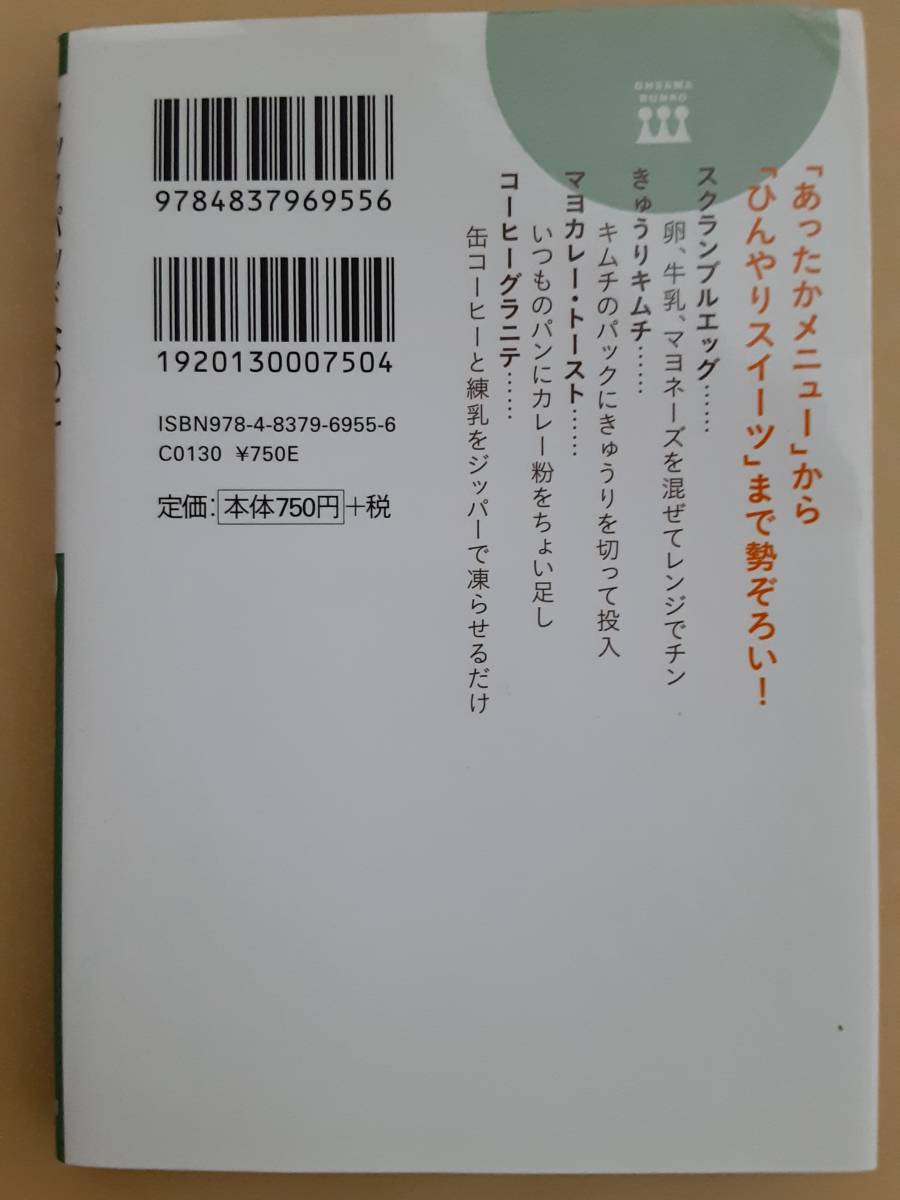 OHSAMA
BUNKO
「あったかメニュー」から
「ひんやりスイーツ」まで勢ぞろい！
スクランブルエッグ……
卵、牛乳、マヨネーズを混ぜてレンジでチン
きゅうりキムチ……
キムチのパックにきゅうりを切って投入
マヨカレー・トースト……
いつものパンにカレー粉をちょい足し
コーヒーグラニテ……
缶コーヒーと練乳をジッパーで凍らせるだけ
9784837969556
1920130007504
ISBN978-4-8379-6955-6
C0130 ¥750E
定価：本体750円+税